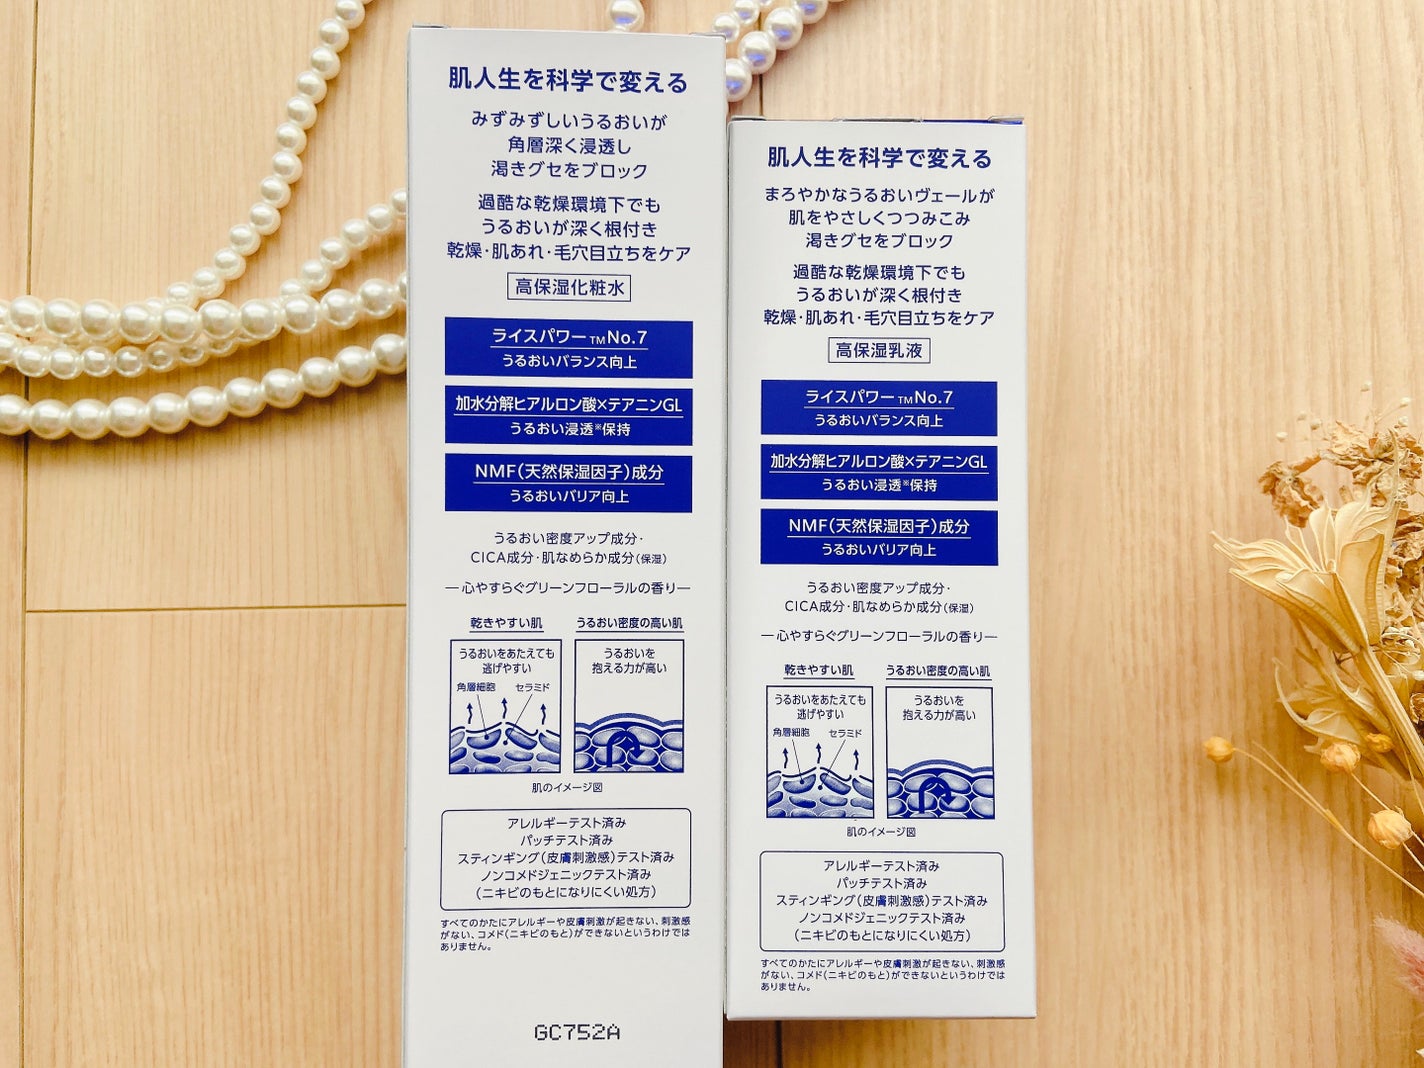 肌人生を科学で変える
みずみずしいうるおいが
角層深く浸透し
渇きグセをブロック
過酷な乾燥環境下でも
うるおいが深く根付き
乾燥・肌あれ・毛穴目立ちをケア
高保湿化粧水
ライスパワー™No.7
うるおいバランス向上
加水分解ヒアルロン酸×テアニンGL
うるおい浸透※保持
NMF(天然保湿因子)成分
うるおいバリア向上
うるおい密度アップ成分・
CICA成分・肌なめらか成分(保湿)
―心やすらぐグリーンフローラルの香り―
乾きやすい肌
うるおいをあたえても
逃げやすい
角層細胞 セラミド
うるおい密度の高い肌
うるおいを
抱える力が高い
肌のイメージ図
アレルギーテスト済み
パッチテスト済み
スティンギング(皮膚刺激感)テスト済み
ノンコメドジェニックテスト済み
(ニキビのもとになりにくい処方)
すべてのかたにアレルギーや皮膚刺激が起きない、刺激感
がない、コメド(ニキビのもと)ができないというわけでは
ありません。
GC752A
肌人生を科学で変える
まろやかなうるおいヴェールが
肌をやさしくつつみこみ
渇きグセをブロック
過酷な乾燥環境下でも
うるおいが深く根付き
乾燥・肌あれ・毛穴目立ちをケア
高保湿乳液
ライスパワー™No.7
うるおいバランス向上
加水分解ヒアルロン酸×テアニンGL
うるおい浸透※保持
NMF(天然保湿因子)成分
うるおいバリア向上
うるおい密度アップ成分・
CICA成分・肌なめらか成分(保湿)
―心やすらぐグリーンフローラルの香り―
乾きやすい肌
うるおいをあたえても
逃げやすい
角層細胞 セラミド
うるおい密度の高い肌
うるおいを
抱える力が高い
肌のイメージ図
アレルギーテスト済み
パッチテスト済み
スティンギング(皮膚刺激感)テスト済み
ノンコメドジェニックテスト済み
(ニキビのもとになりにくい処方)
すべてのかたにアレルギーや皮膚刺激が起きない、刺激感
がない、コメド(ニキビのもと)ができないというわけでは
ありません。